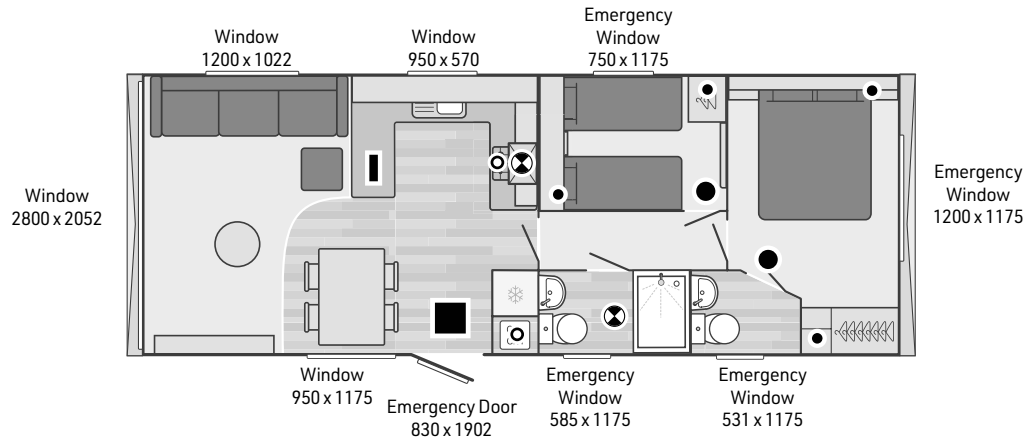 Window
1200 x 1022
Window
950 x 570
Emergency
Window
750 x 1175
Window
2800 x 2052
Emergency
Window
1200 x 1175
Window
950 x 1175
Emergency Door
830 x 1902
Emergency
Window
585 x 1175
Emergency
Window
531 x 1175